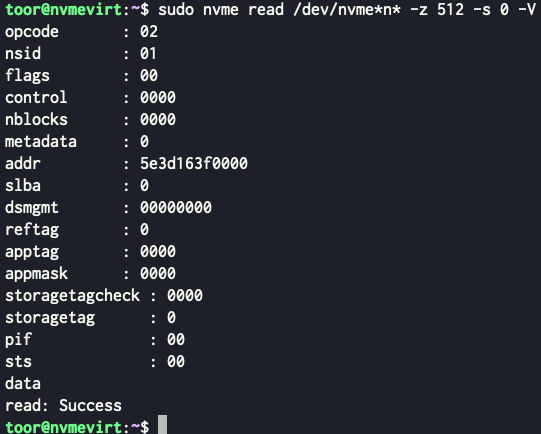 toor@nvmevirt:~$ sudo nvme read /dev/nvme*n* -z 512 -s 0 -V
opcode       : 02
nsid         : 01
flags        : 00
control      : 0000
nblocks      : 0000
metadata     : 0
addr         : 5e3d163f0000
slba         : 0
dsmgmt       : 00000000
reftag       : 0
apptag       : 0000
appmask      : 0000
storagetagcheck : 0000
storagetag      : 0
pif             : 00
sts             : 00
data
read: Success
toor@nvmevirt:~$